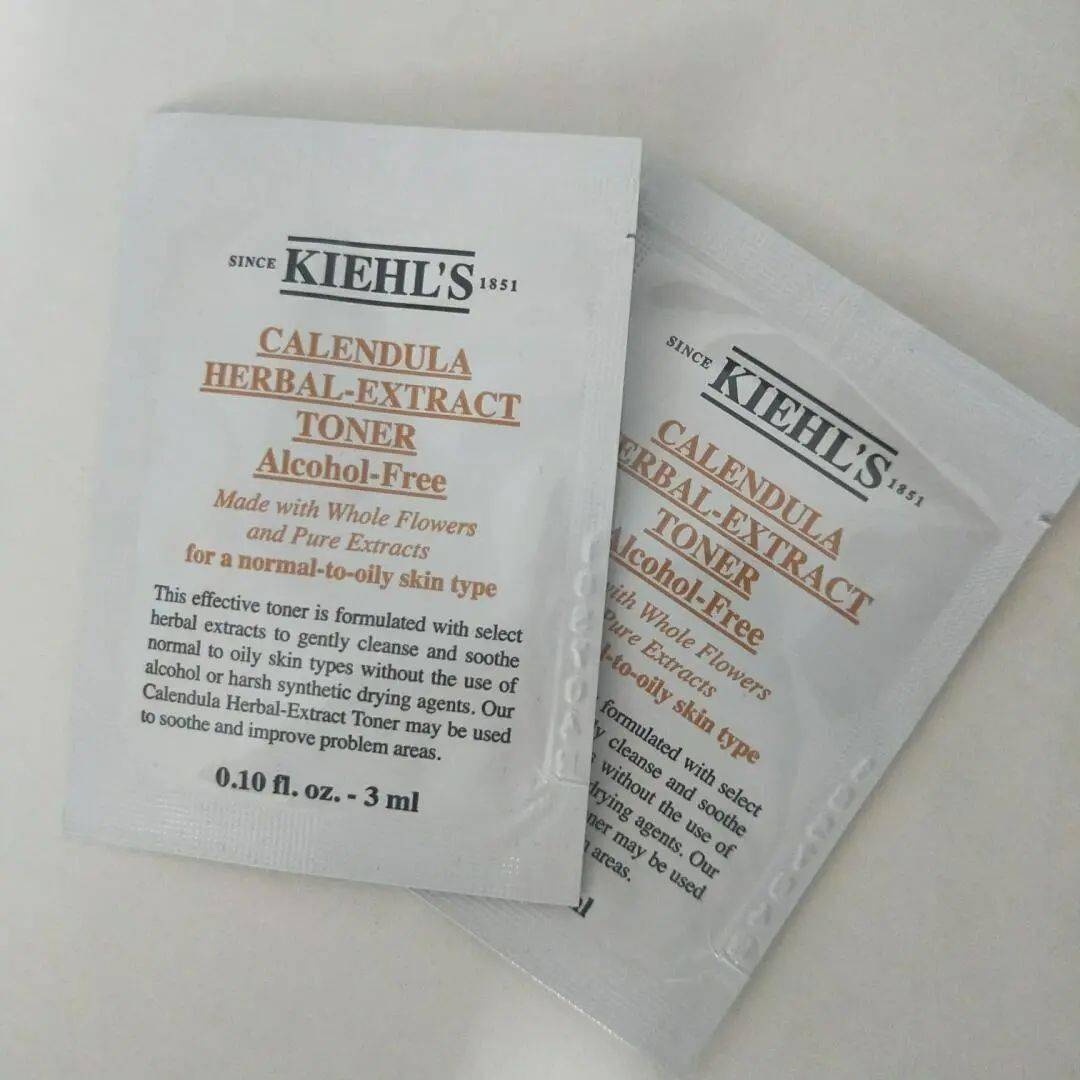 SINCE KIEHL'S 1851
CALENDULA
HERBAL-EXTRACT
TONER
Alcohol-Free
Made with Whole Flowers
and Pure Extracts
for a normal-to-oily skin type
This effective toner is formulated with select
herbal extracts to gently cleanse and soothe
normal to oily skin types without the use of
alcohol or harsh synthetic drying agents. Our
Calendula Herbal-Extract Toner may be used
to soothe and improve problem areas.
0.10 fl. oz. - 3 ml
SINCE KIEHL'S 1851
CALENDULA
ERBAL-EXTRACT
TONER
Alcohol-Free
with Whole Flowers
Pure Extracts
l-to-oily skin type
formulated with select
cleanse and soothe
without the use of
drying agents. Our
ner may be used
areas.
ml